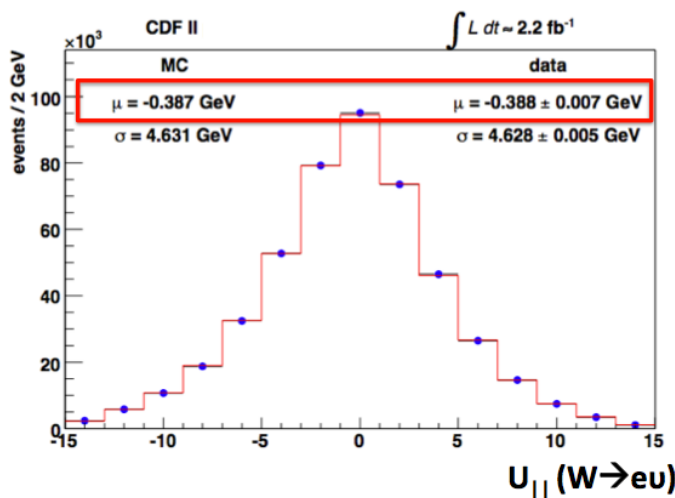 CDF II ∫ L dt ~ 2.2 fb⁻¹
×10³
MC data
μ = -0.387 GeV μ = -0.388 ± 0.007 GeV
σ = 4.631 GeV σ = 4.628 ± 0.005 GeV
events / 2 GeV
100
80
60
40
20
0
-15 -10 -5 0 5 10 15
U|| (W→eυ)